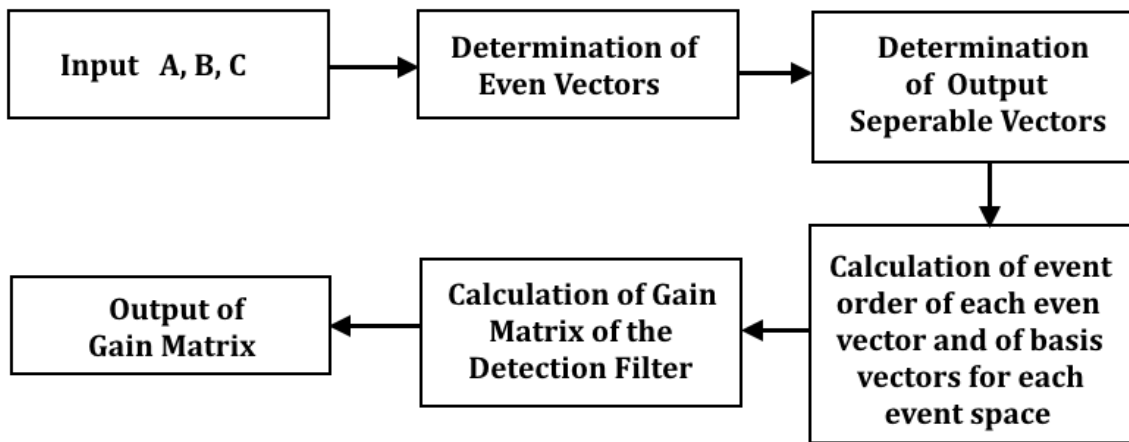 Input A, B, C
Determination of
Even Vectors
Determination
of Output
Seperable Vectors
Calculation of event
order of each even
vector and of basis
vectors for each
event space
Calculation of Gain
Matrix of the
Detection Filter
Output of
Gain Matrix